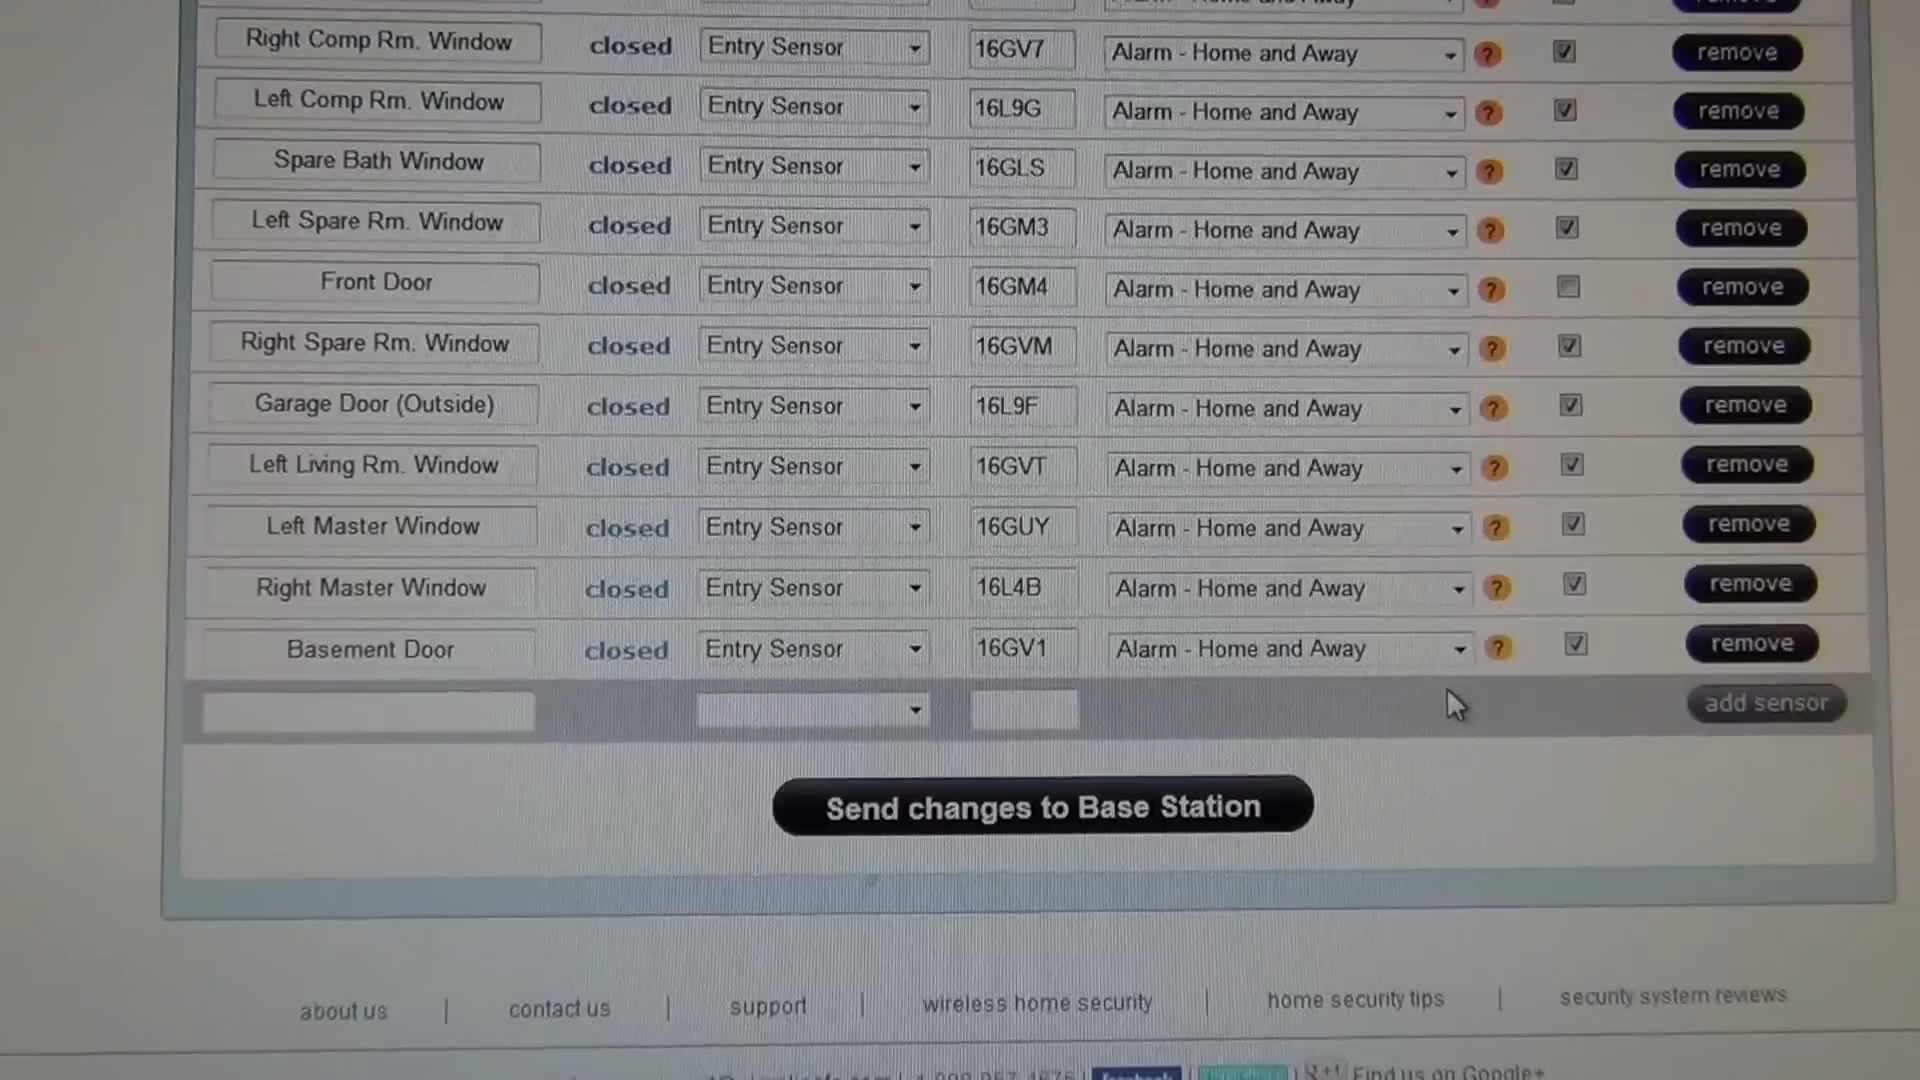 Right Comp Rm. Window closed Entry Sensor 16GV7 Alarm - Home and Away ? remove
Left Comp Rm. Window closed Entry Sensor 16L9G Alarm - Home and Away ? remove
Spare Bath Window closed Entry Sensor 16GLS Alarm - Home and Away ? remove
Left Spare Rm. Window closed Entry Sensor 16GM3 Alarm - Home and Away ? remove
Front Door closed Entry Sensor 16GM4 Alarm - Home and Away ? remove
Right Spare Rm. Window closed Entry Sensor 16GVM Alarm - Home and Away ? remove
Garage Door (Outside) closed Entry Sensor 16L9F Alarm - Home and Away ? remove
Left Living Rm. Window closed Entry Sensor 16GVT Alarm - Home and Away ? remove
Left Master Window closed Entry Sensor 16GUY Alarm - Home and Away ? remove
Right Master Window closed Entry Sensor 16L4B Alarm - Home and Away ? remove
Basement Door closed Entry Sensor 16GV1 Alarm - Home and Away ? remove
add sensor
Send changes to Base Station
about us | contact us | support | wireless home security | home security tips | security system reviews
Find us on Google+